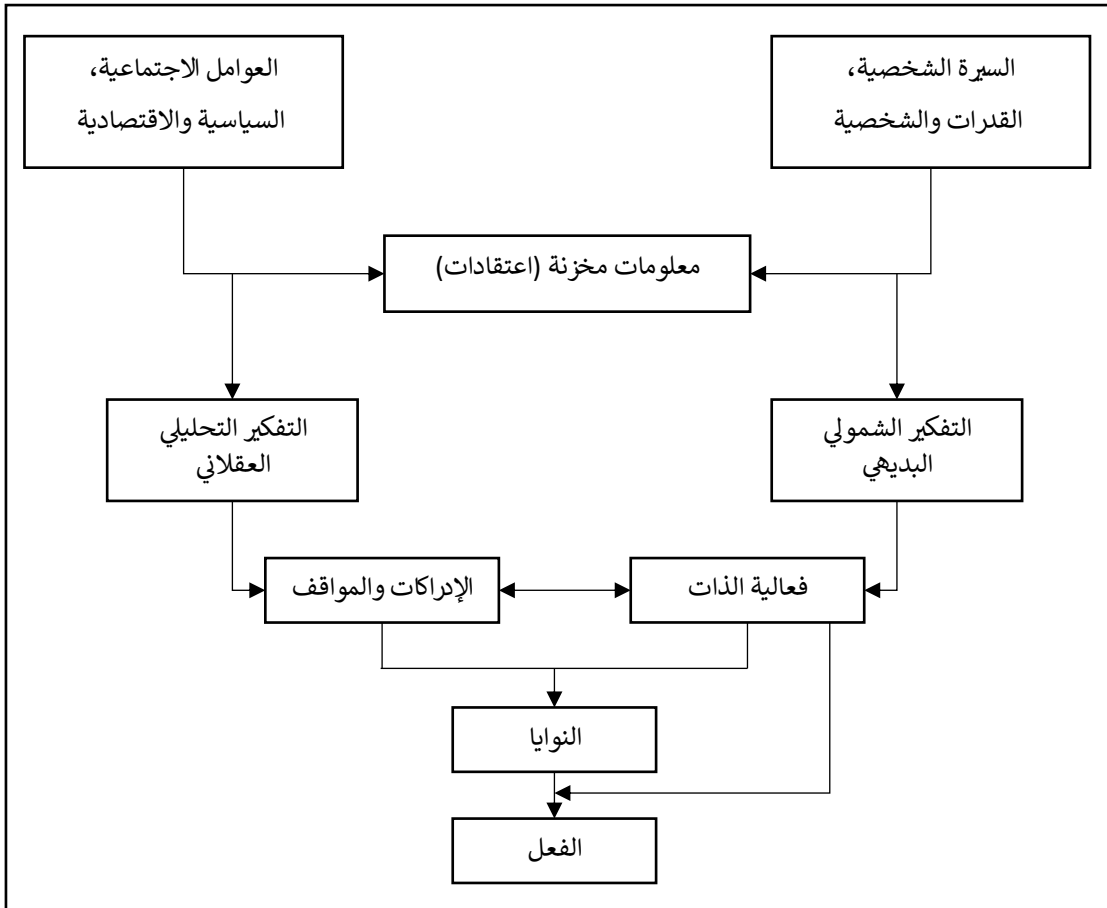 السيرة الشخصية،
القدرات والشخصية
العوامل الاجتماعية،
السياسية والاقتصادية
معلومات مخزنة (اعتقادات)
التفكير الشمولي
البديهي
التفكير التحليلي
العقلاني
فعالية الذات
الإدراكات والمواقف
النوايا
الفعل